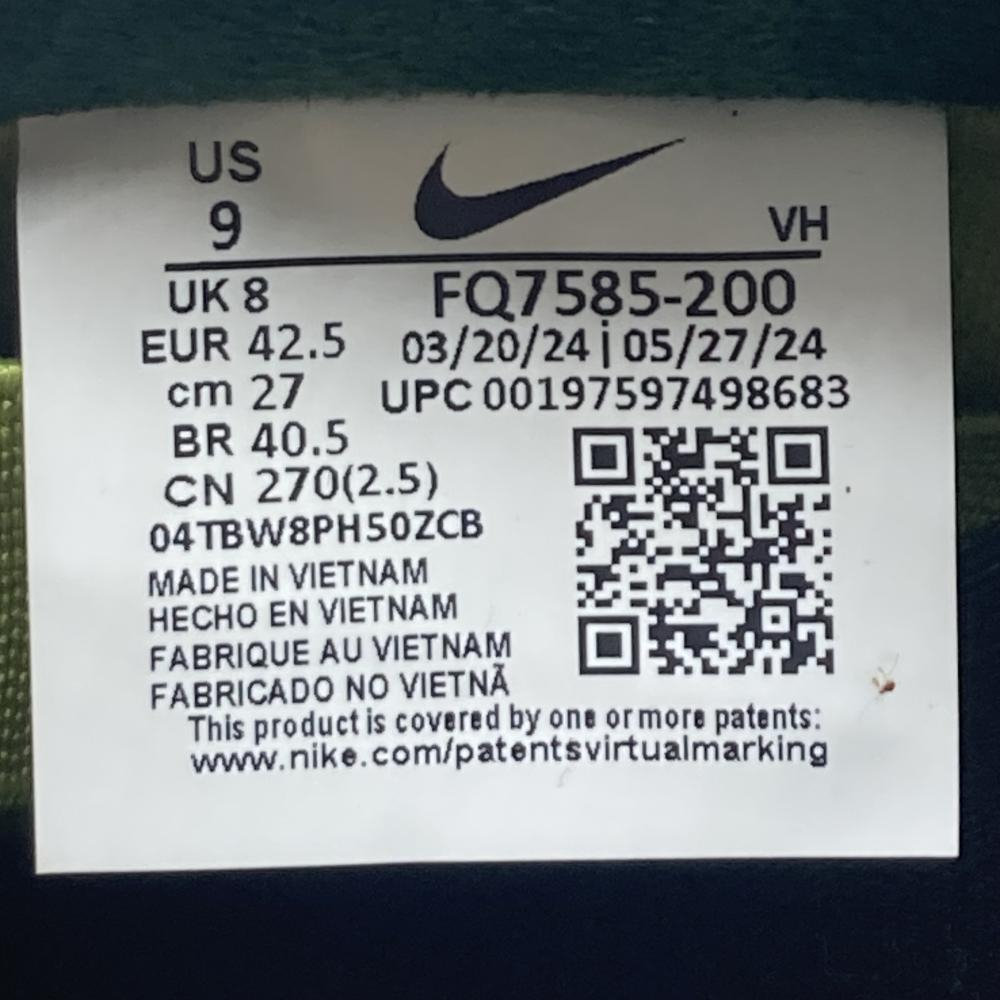 US
9
VH
UK 8
FQ7585-200
EUR 42.5
03/20/24 | 05/27/24
cm 27
UPC 00197597498683
BR 40.5
CN 270(2.5)
04TBW8PH50ZCB
MADE IN VIETNAM
HECHO EN VIETNAM
FABRIQUE AU VIETNAM
FABRICADO NO VIETNÃ
This product is covered by one or more patents:
www.nike.com/patentsvirtualmarking